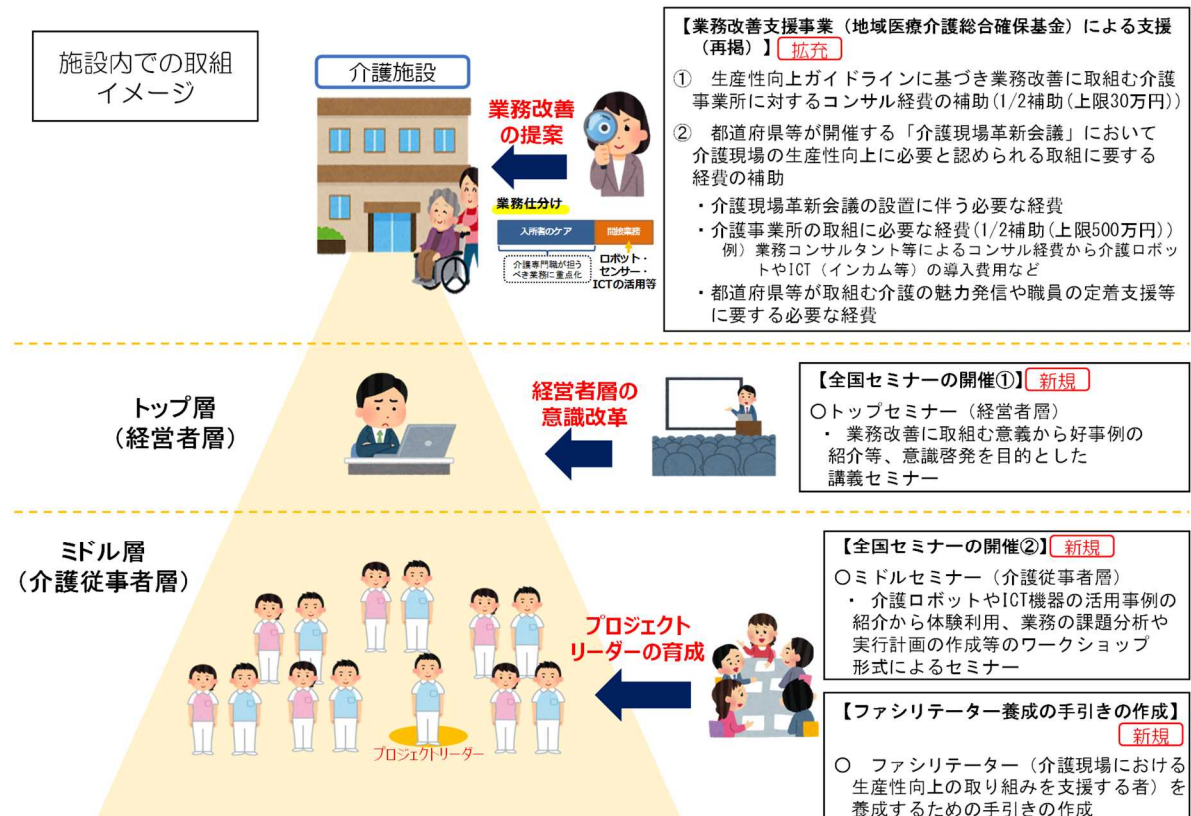 施設内での取組
イメージ
介護施設
業務改善
の提案
業務仕分け
入所者のケア
間接業務
介護専門職が担う
べき業務に重点化
ロボット・
センサー・
ICTの活用等
【業務改善支援事業（地域医療介護総合確保基金）による支援
（再掲）】 拡充
① 生産性向上ガイドラインに基づき業務改善に取組む介護
事業所に対するコンサル経費の補助(1/2補助(上限30万円))
② 都道府県等が開催する「介護現場革新会議」において
介護現場の生産性向上に必要と認められる取組に要する
経費の補助
・介護現場革新会議の設置に伴う必要な経費
・介護事業所の取組に必要な経費(1/2補助(上限500万円))
例）業務コンサルタント等によるコンサル経費から介護ロボッ
トやICT（インカム等）の導入費用など
・都道府県等が取組む介護の魅力発信や職員の定着支援等
に要する必要な経費
トップ層
（経営者層）
経営者層の
意識改革
【全国セミナーの開催①】 新規
○トップセミナー（経営者層）
・ 業務改善に取組む意義から好事例の
紹介等、意識啓発を目的とした
講義セミナー
ミドル層
（介護従事者層）
プロジェクトリーダー
プロジェクト
リーダーの育成
【全国セミナーの開催②】 新規
○ミドルセミナー（介護従事者層）
・ 介護ロボットやICT機器の活用事例の
紹介から体験利用、業務の課題分析や
実行計画の作成等のワークショップ
形式によるセミナー
【ファシリテーター養成の手引きの作成】
新規
○ ファシリテーター（介護現場における
生産性向上の取り組みを支援する者）を
養成するための手引きの作成